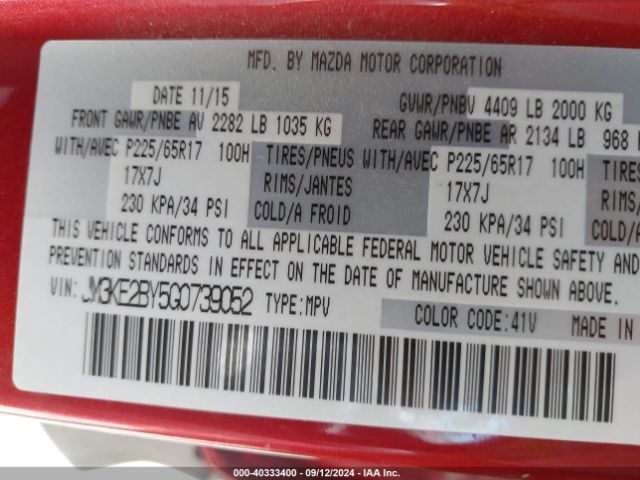 MFD. BY MAZDA MOTOR CORPORATION
DATE 11/15 GVWR/PNBV 4409 LB 2000 KG
FRONT GAWR/PNBE AV 2282 LB 1035 KG REAR GAWR/PNBE AR 2134 LB 968
WITH/AVEC P225/65R17 100H TIRES/PNEUS WITH/AVEC P225/65R17 100H TIRES
17X7J RIMS/JANTES 17X7J RIMS
230 KPA/34 PSI COLD/A FROID 230 KPA/34 PSI
THIS VEHICLE CONFORMS TO ALL APPLICABLE FEDERAL MOTOR VEHICLE SAFETY AND
PREVENTION STANDARDS IN EFFECT ON THE DATE OF MANUFACTURE SHOWN ABOVE.
VIN: JM3KE2BY5G0739052 TYPE:MPV COLOR CODE:41V MADE IN
000-40333400 - 09/12/2024 - IAA Inc.